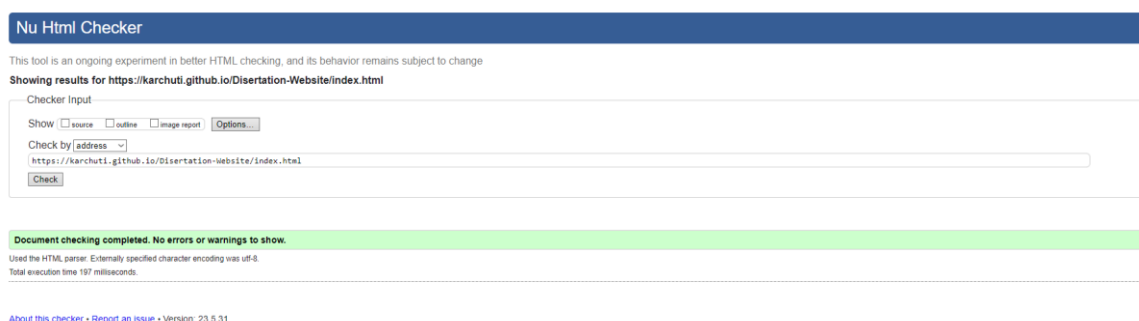 Nu Html Checker
This tool is an ongoing experiment in better HTML checking, and its behavior remains subject to change
Showing results for https://karchuti.github.io/Disertation-Website/index.html
Checker Input
Show source outline image report Options...
Check by address
https://karchuti.github.io/Disertation-Website/index.html
Check
Document checking completed. No errors or warnings to show.
Used the HTML parser. Externally specified character encoding was utf-8.
Total execution time 197 milliseconds.
About this checker • Report an issue • Version: 23.5.31